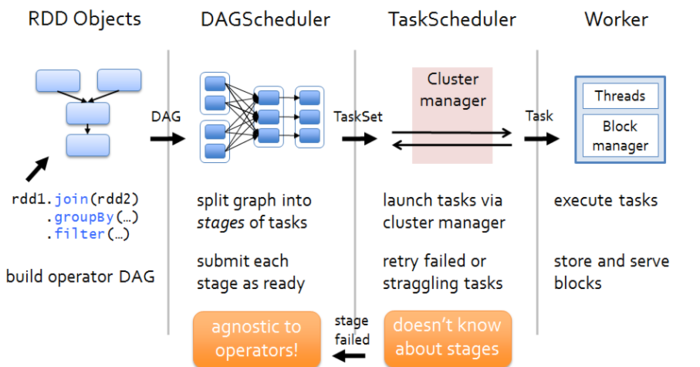 RDD Objects
DAGScheduler
TaskScheduler
Worker
DAG
TaskSet
Cluster
manager
Task
Threads
Block
manager
rdd1.join(rdd2)
.groupBy(…)
.filter(…)
split graph into
stages of tasks
launch tasks via
cluster manager
execute tasks
build operator DAG
submit each
stage as ready
retry failed or
straggling tasks
store and serve
blocks
agnostic to
operators!
stage
failed
doesn't know
about stages